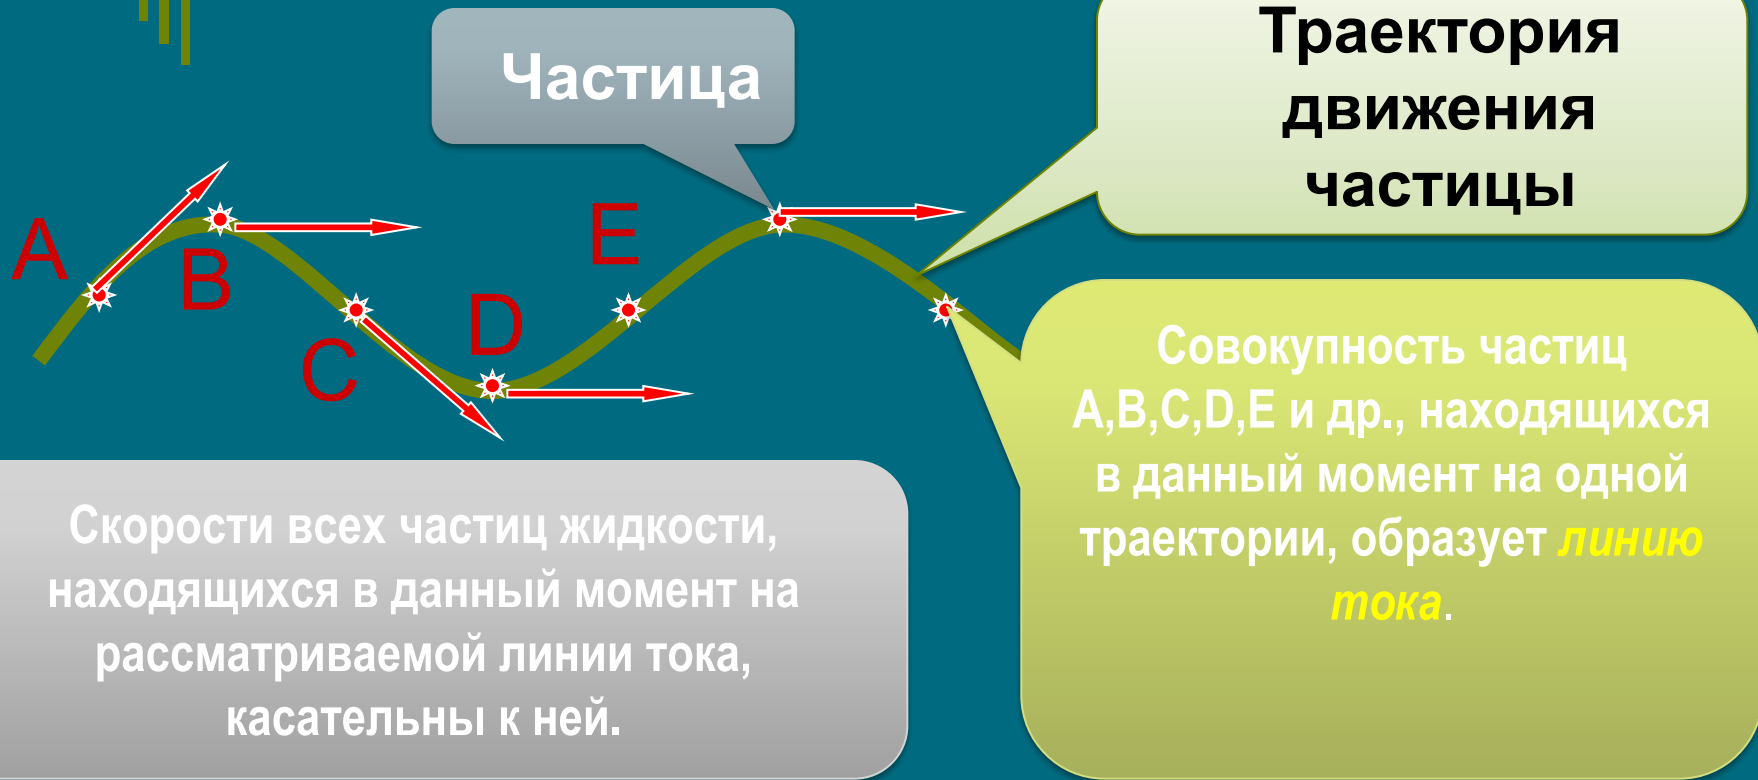 Частица
Траектория
движения
частицы
A
B
C
D
E
Совокупность частиц
A,B,C,D,E и др., находящихся
в данный момент на одной
траектории, образует линию
тока.
Скорости всех частиц жидкости,
находящихся в данный момент на
рассматриваемой линии тока,
касательны к ней.